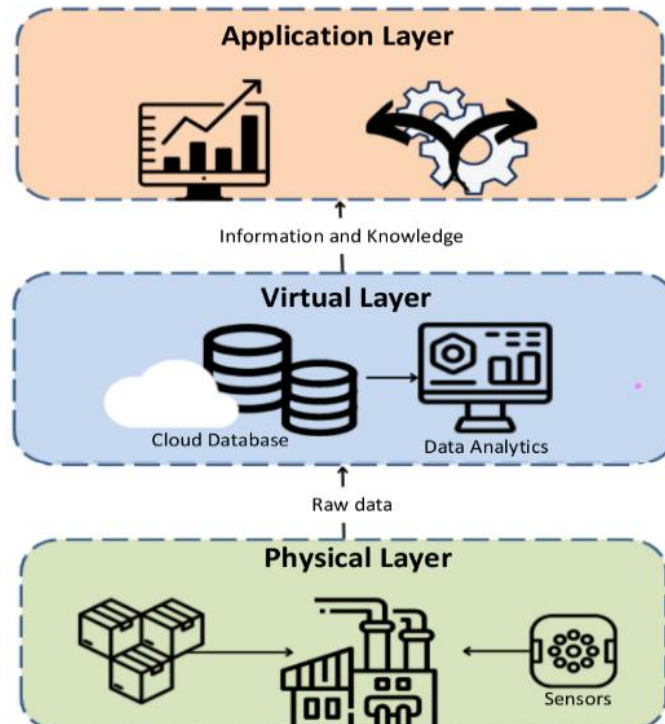 Application Layer
Information and Knowledge
Virtual Layer
Cloud Database
Data Analytics
Raw data
Physical Layer
Sensors